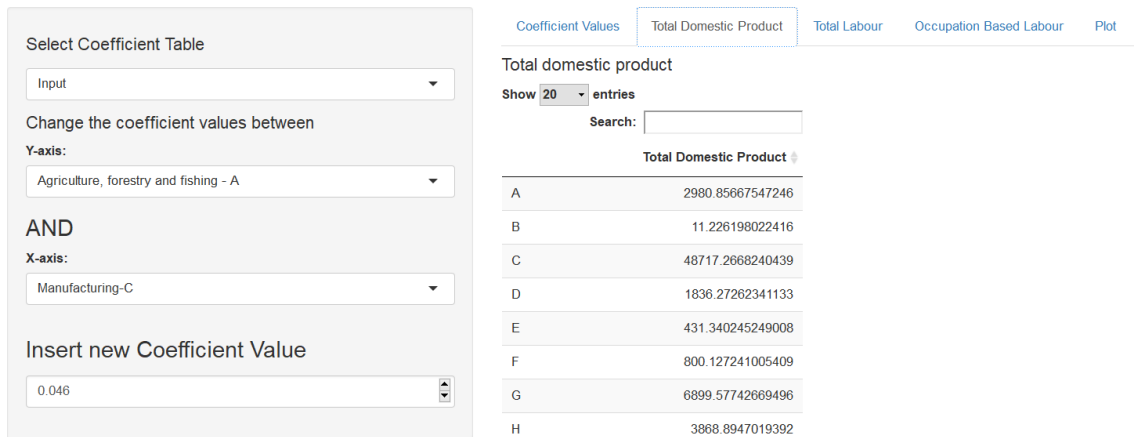 Select Coefficient Table
Input
Change the coefficient values between
Y-axis:
Agriculture, forestry and fishing - A
AND
X-axis:
Manufacturing-C
Insert new Coefficient Value
0.046
Coefficient Values Total Domestic Product Total Labour Occupation Based Labour Plot
Total domestic product
Show 20 entries
Search:
Total Domestic Product
A 2980.85667547246
B 11.226198022416
C 48717.2668240439
D 1836.27262341133
E 431.340245249008
F 800.127241005409
G 6899.57742669496
H 3868.8947019392